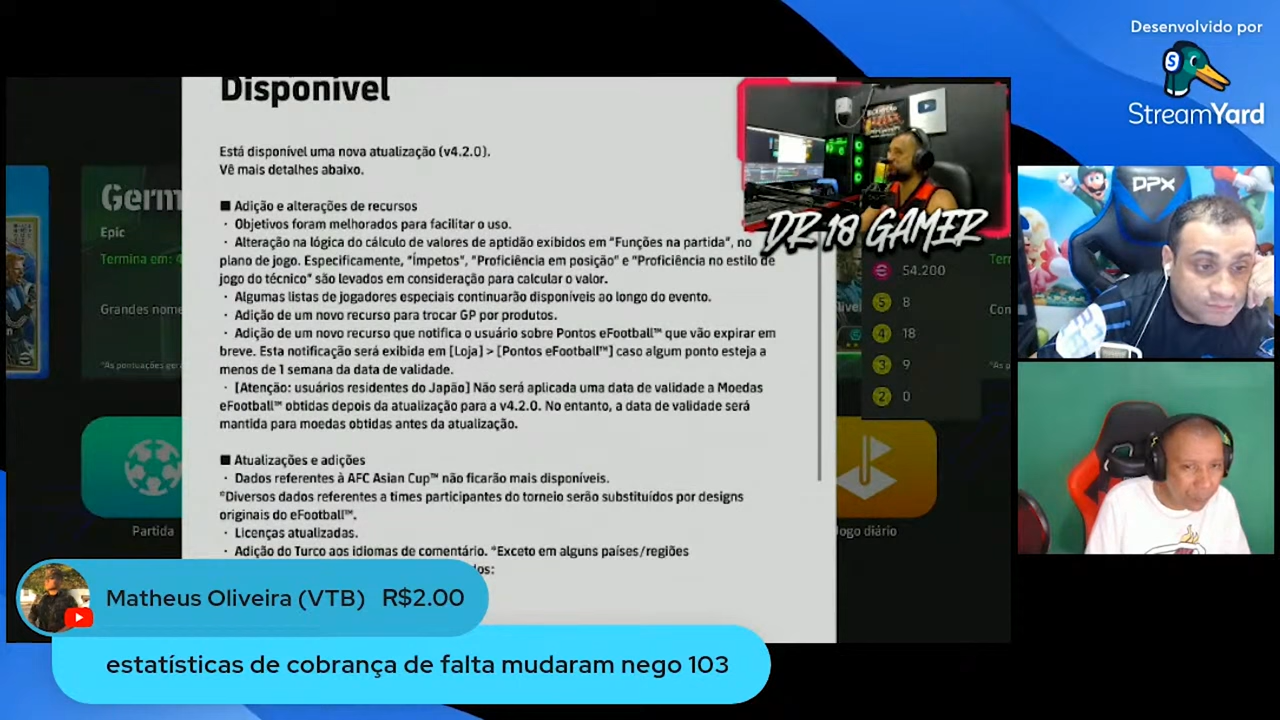 Desenvolvido por
StreamYard
Disponível
Está disponível uma nova atualização (v4.2.0).
Vê mais detalhes abaixo.
■ Adição e alterações de recursos
・ Objetivos foram melhorados para facilitar o uso.
・ Alteração na lógica do cálculo de valores de aptidão exibidos em "Funções na partida", no
plano de jogo. Especificamente, "Ímpetos", "Proficiência em posição" e "Proficiência no estilo de
jogo do técnico" são levados em consideração para calcular o valor.
・ Algumas listas de jogadores especiais continuarão disponíveis ao longo do evento.
・ Adição de um novo recurso para trocar GP por produtos.
・ Adição de um novo recurso que notifica o usuário sobre Pontos eFootball™ que vão expirar em
breve. Esta notificação será exibida em [Loja] > [Pontos eFootball™] caso algum ponto esteja a
menos de 1 semana da data de validade.
・ [Atenção: usuários residentes do Japão] Não será aplicada uma data de validade a Moedas
eFootball™ obtidas depois da atualização para a v4.2.0. No entanto, a data de validade será
mantida para moedas obtidas antes da atualização.
■ Atualizações e adições
・ Dados referentes à AFC Asian Cup™ não ficarão mais disponíveis.
*Diversos dados referentes a times participantes do torneio serão substituídos por designs
originais do eFootball™.
・ Licenças atualizadas.
・ Adição do Turco aos idiomas de comentário. *Exceto em alguns países/regiões
dos:
Germ
Epic
Termina em:
Grandes nome
Partida
DR 18 GAMER
54.200
5 8
4 18
3 9
2 0
Con
Jogo diário
DPX
Matheus Oliveira (VTB) R$2.00
estatísticas de cobrança de falta mudaram nego 103